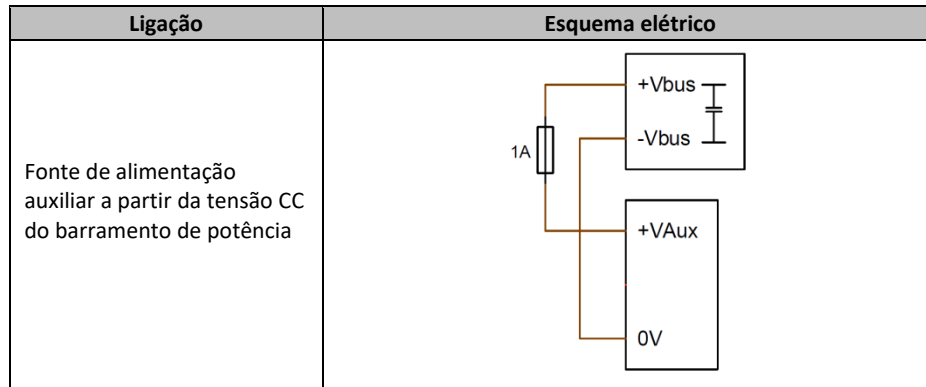 Ligação
Esquema elétrico
Fonte de alimentação
auxiliar a partir da tensão CC
do barramento de potência
+Vbus
-Vbus
1A
+VAux
0V